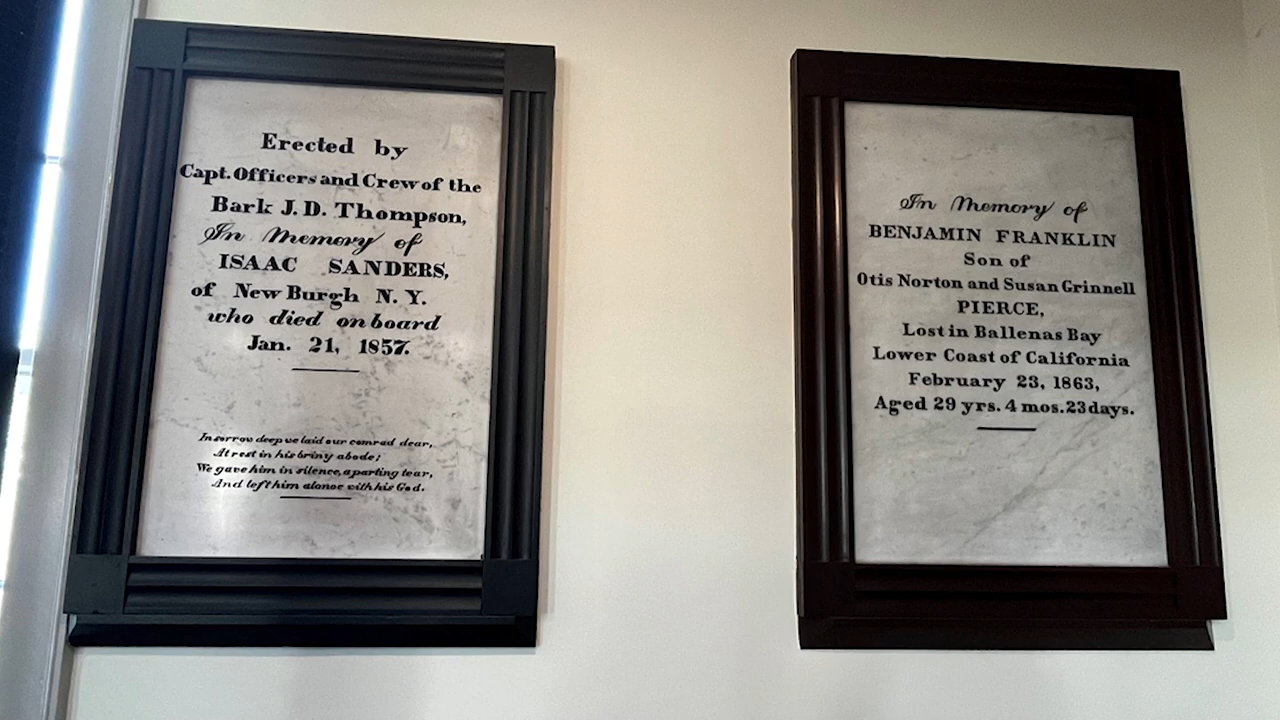 Erected by
Capt. Officers and Crew of the
Bark J. D. Thompson,
In Memory of
ISAAC SANDERS,
of New Burgh N. Y.
who died on board
Jan. 21, 1857.
In sorrow deep we laid our comrad dear,
At rest in his briny abode;
We gave him in silence, a parting tear,
And left him alone with his God.
In Memory of
BENJAMIN FRANKLIN
Son of
Otis Norton and Susan Grinnell
PIERCE,
Lost in Ballenas Bay
Lower Coast of California
February 23, 1863,
Aged 29 yrs. 4 mos. 23 days.